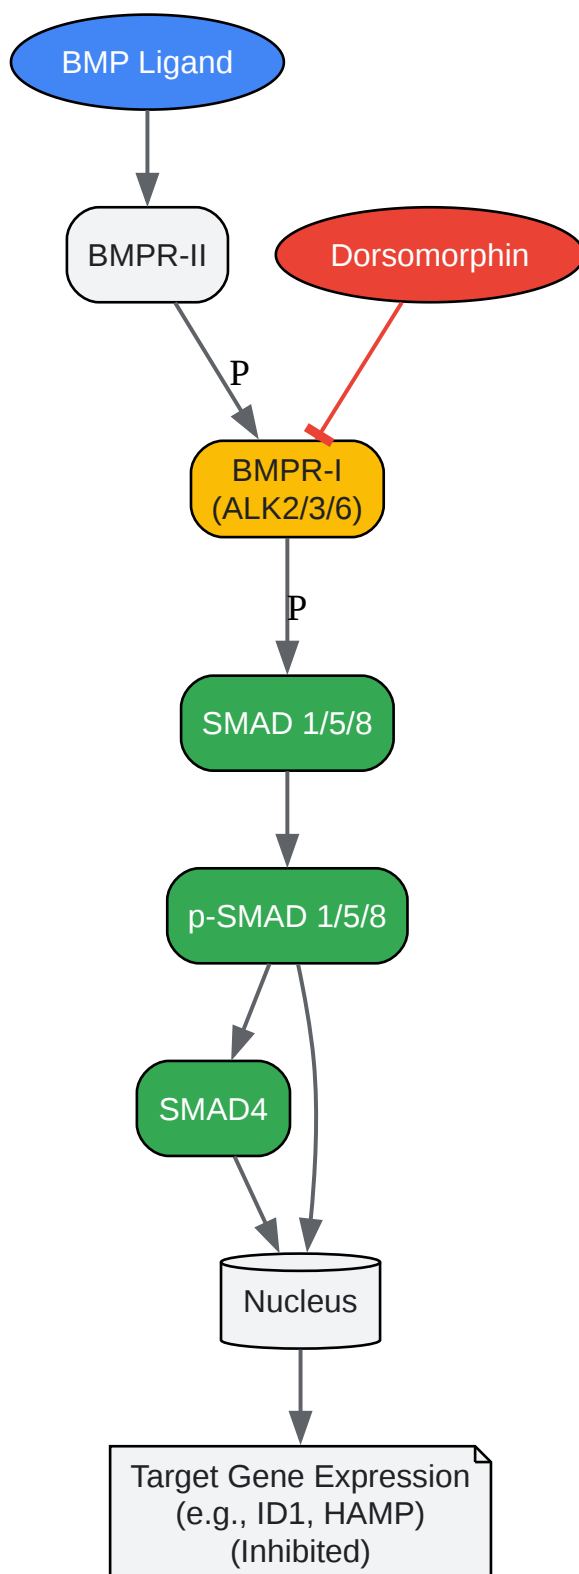 BMP Ligand
BMPR-II
Dorsomorphin
P
BMPR-I
(ALK2/3/6)
P
SMAD 1/5/8
p-SMAD 1/5/8
SMAD4
Nucleus
Target Gene Expression
(e.g., ID1, HAMP)
(Inhibited)